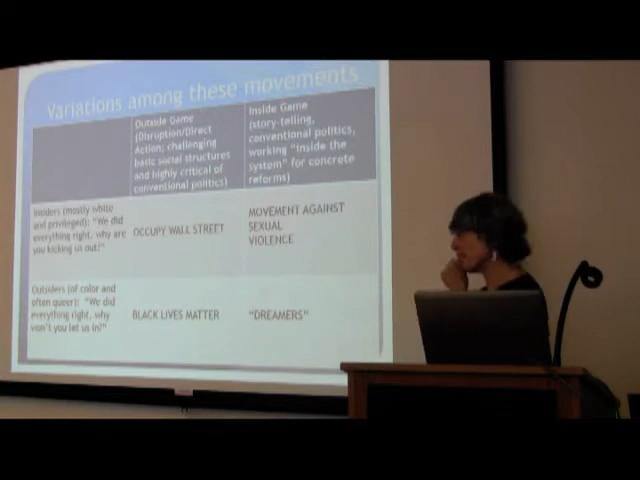 Variations among these movements
Outside Game
(Disruption/Direct
Action; challenging
basic social structures
and highly critical of
conventional politics)
Inside Game
(story-telling,
conventional politics,
working "inside the
system" for concrete
reforms)
Insiders (mostly white
and privileged): "We did
everything right, why are
you kicking us out?"
OCCUPY WALL STREET
MOVEMENT AGAINST
SEXUAL
VIOLENCE
Outsiders (of color and
often queer): "We did
everything right, why
won't you let us in?"
BLACK LIVES MATTER
"DREAMERS"